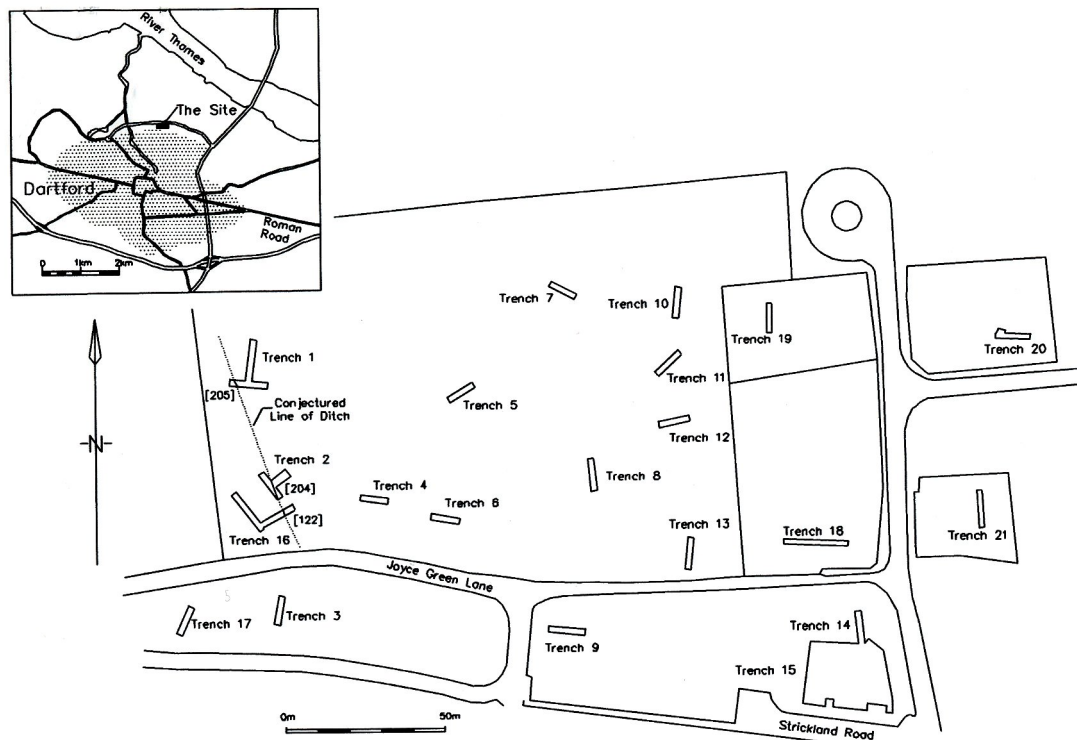 River Thames
The Site
Dartford
Roman
Road
0 1km 2km
Trench 7
Trench 10
Trench 19
Trench 20
Trench 1
Trench 11
[205]
Conjectured
Line of Ditch
Trench 5
-N-
Trench 12
Trench 2
Trench 8
[204]
Trench 4
Trench 6
[122]
Trench 13
Trench 18
Trench 21
Trench 16
Joyce Green Lane
Trench 17
Trench 3
Trench 9
Trench 14
Trench 15
0m 50m
Strickland Road